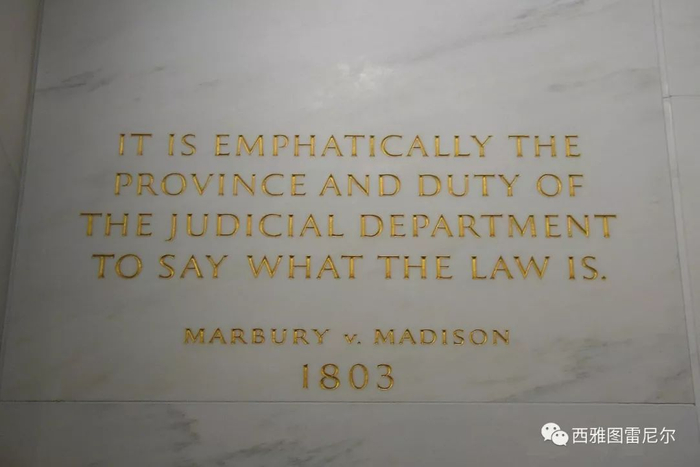 IT IS EMPHATICALLY THE
PROVINCE AND DUTY OF
THE JUDICIAL DEPARTMENT
TO SAY WHAT THE LAW IS.
MARBURY v. MADISON
1803
西雅图雷尼尔